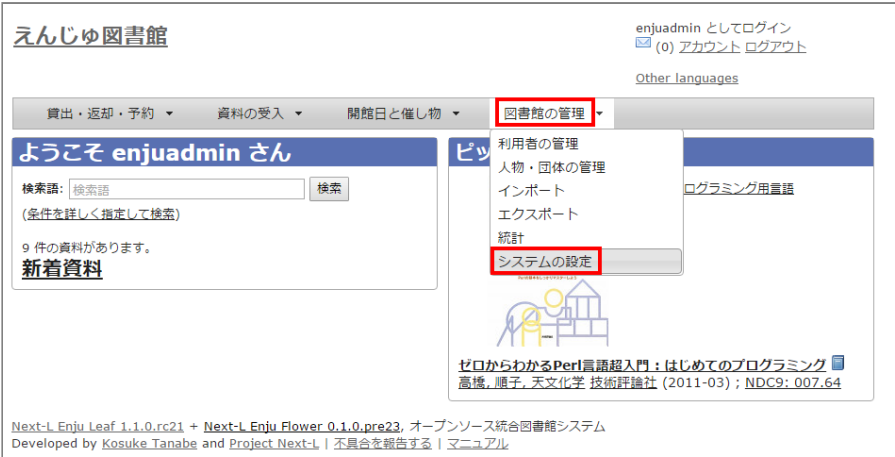 えんじゅ図書館
enjuadmin としてログイン
(0) アカウント ログアウト
Other languages
貸出・返却・予約 ▼ 資料の受入 ▼ 開館日と催し物 ▼ 図書館の管理 ▼
ようこそ enjuadmin さん
検索語: 検索語 検索
(条件を詳しく指定して検索)
9 件の資料があります。
新着資料
利用者の管理
人物・団体の管理
インポート
エクスポート
統計
システムの設定
ピッ
ログラミング用言語
ゼロからわかるPerl言語超入門 : はじめてのプログラミング
高橋, 順子, 天文化学 技術評論社 (2011-03) ; NDC9: 007.64
Next-L Enju Leaf 1.1.0.rc21 + Next-L Enju Flower 0.1.0.pre23, オープンソース統合図書館システム
Developed by Kosuke Tanabe and Project Next-L | 不具合を報告する | マニュアル